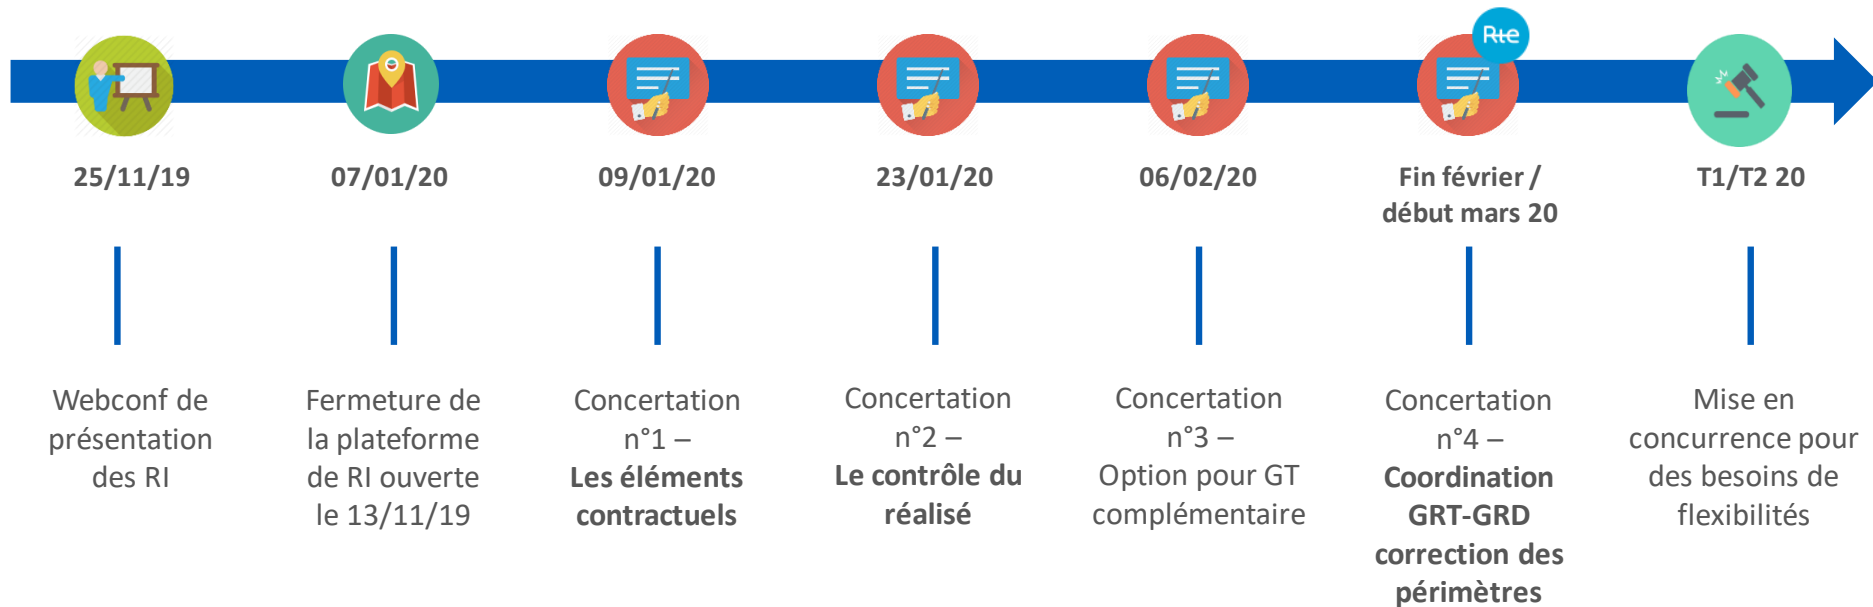 Rte
25/11/19
Webconf de
présentation
des RI
07/01/20
Fermeture de
la plateforme
de RI ouverte
le 13/11/19
09/01/20
Concertation
n°1 –
Les éléments
contractuels
23/01/20
Concertation
n°2 –
Le contrôle du
réalisé
06/02/20
Concertation
n°3 –
Option pour GT
complémentaire
Fin février /
début mars 20
Concertation
n°4 –
Coordination
GRT-GRD
correction des
périmètres
T1/T2 20
Mise en
concurrence pour
des besoins de
flexibilités